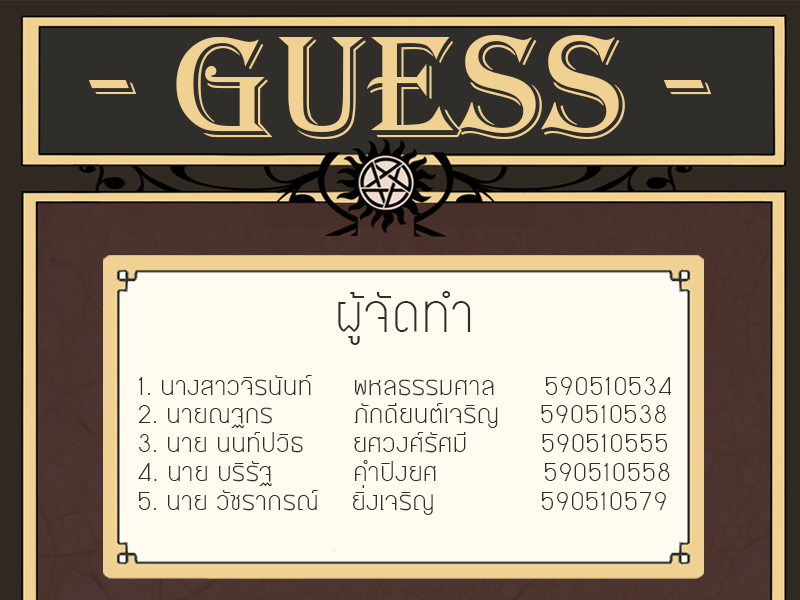 - GUESS -
ผู้จัดทำ
1. นางสาวจิรนันท์ พหลธรรมศาล 590510534
2. นายณฐกร ภักดียนต์เจริญ 590510538
3. นาย นนท์ปวิธ ยศวงศ์รัศมี 590510555
4. นาย บริรัฐ คำปิงยศ 590510558
5. นาย วัชรากรณ์ ยิ่งเจริญ 590510579